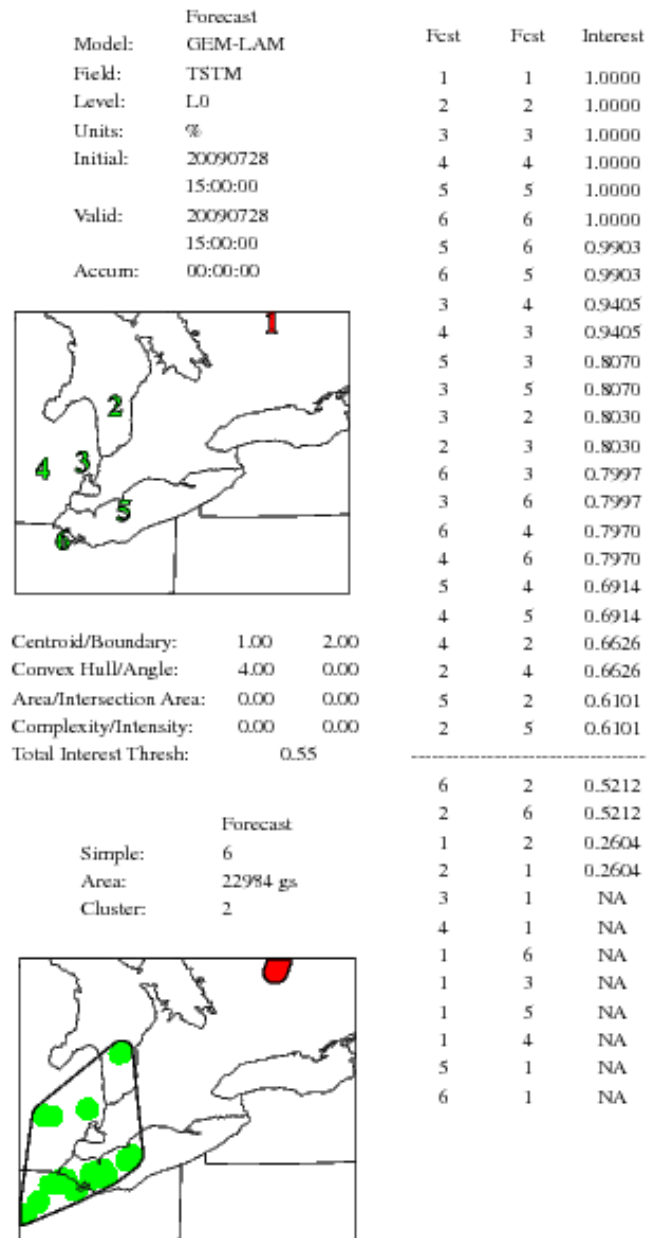 Forecast
Model: GEM-LAM
Field: TSTM
Level: L0
Units: %
Initial: 20090728
15:00:00
Valid: 20090728
15:00:00
Accum: 00:00:00
1
2
3
4
5
6
Centroid/Boundary: 1.00 2.00
Convex Hull/Angle: 4.00 0.00
Area/Intersection Area: 0.00 0.00
Complexity/Intensity: 0.00 0.00
Total Interest Thresh: 0.55
Forecast
Simple: 6
Area: 22984 gs
Cluster: 2
Fcst Fcst Interest
1 1 1.0000
2 2 1.0000
3 3 1.0000
4 4 1.0000
5 5 1.0000
6 6 1.0000
5 6 0.9903
6 5 0.9903
3 4 0.9405
4 3 0.9405
5 3 0.8070
3 5 0.8070
3 2 0.8030
2 3 0.8030
6 3 0.7997
3 6 0.7997
6 4 0.7970
4 6 0.7970
5 4 0.6914
4 5 0.6914
4 2 0.6626
2 4 0.6626
5 2 0.6101
2 5 0.6101
6 2 0.5212
2 6 0.5212
1 2 0.2604
2 1 0.2604
3 1 NA
4 1 NA
1 6 NA
1 3 NA
1 5 NA
1 4 NA
5 1 NA
6 1 NA